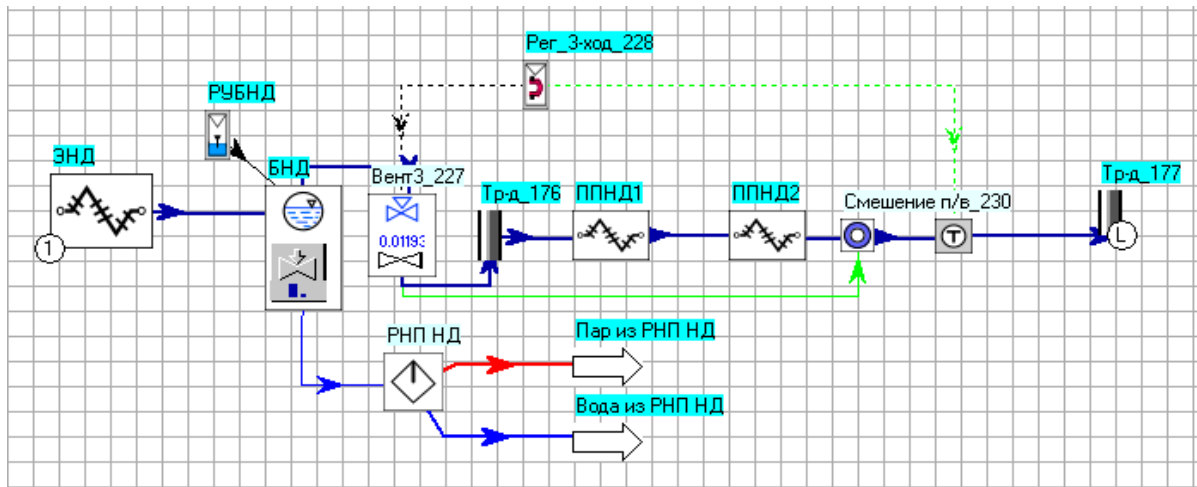 Рег_3-ход_228
РУБНД
ЭНД
БНД
Вент3_227
Тр-д_176
ППНД1
ППНД2
Смешение п/в_230
Тр-д_177
0.0119
T
1
L
РНП НД
Пар из РНП НД
Вода из РНП НД